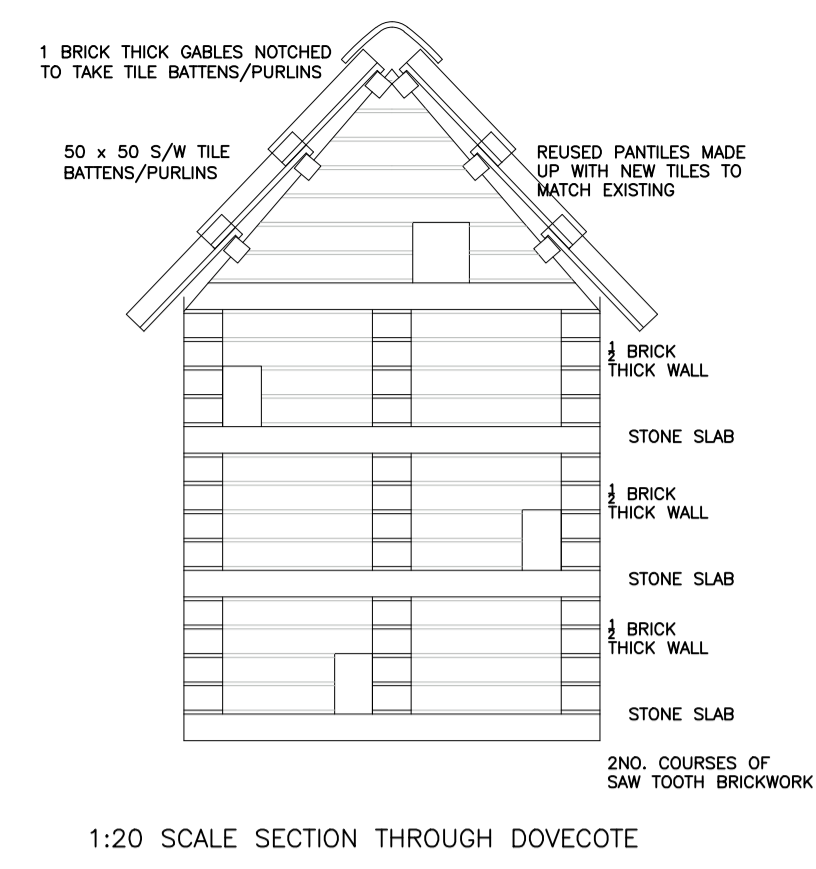 1 BRICK THICK GABLES NOTCHED
TO TAKE TILE BATTENS/PURLINS
50 x 50 S/W TILE
BATTENS/PURLINS
REUSED PANTILES MADE
UP WITH NEW TILES TO
MATCH EXISTING
½ BRICK
THICK WALL
STONE SLAB
½ BRICK
THICK WALL
STONE SLAB
½ BRICK
THICK WALL
STONE SLAB
2NO. COURSES OF
SAW TOOTH BRICKWORK
1:20 SCALE SECTION THROUGH DOVECOTE